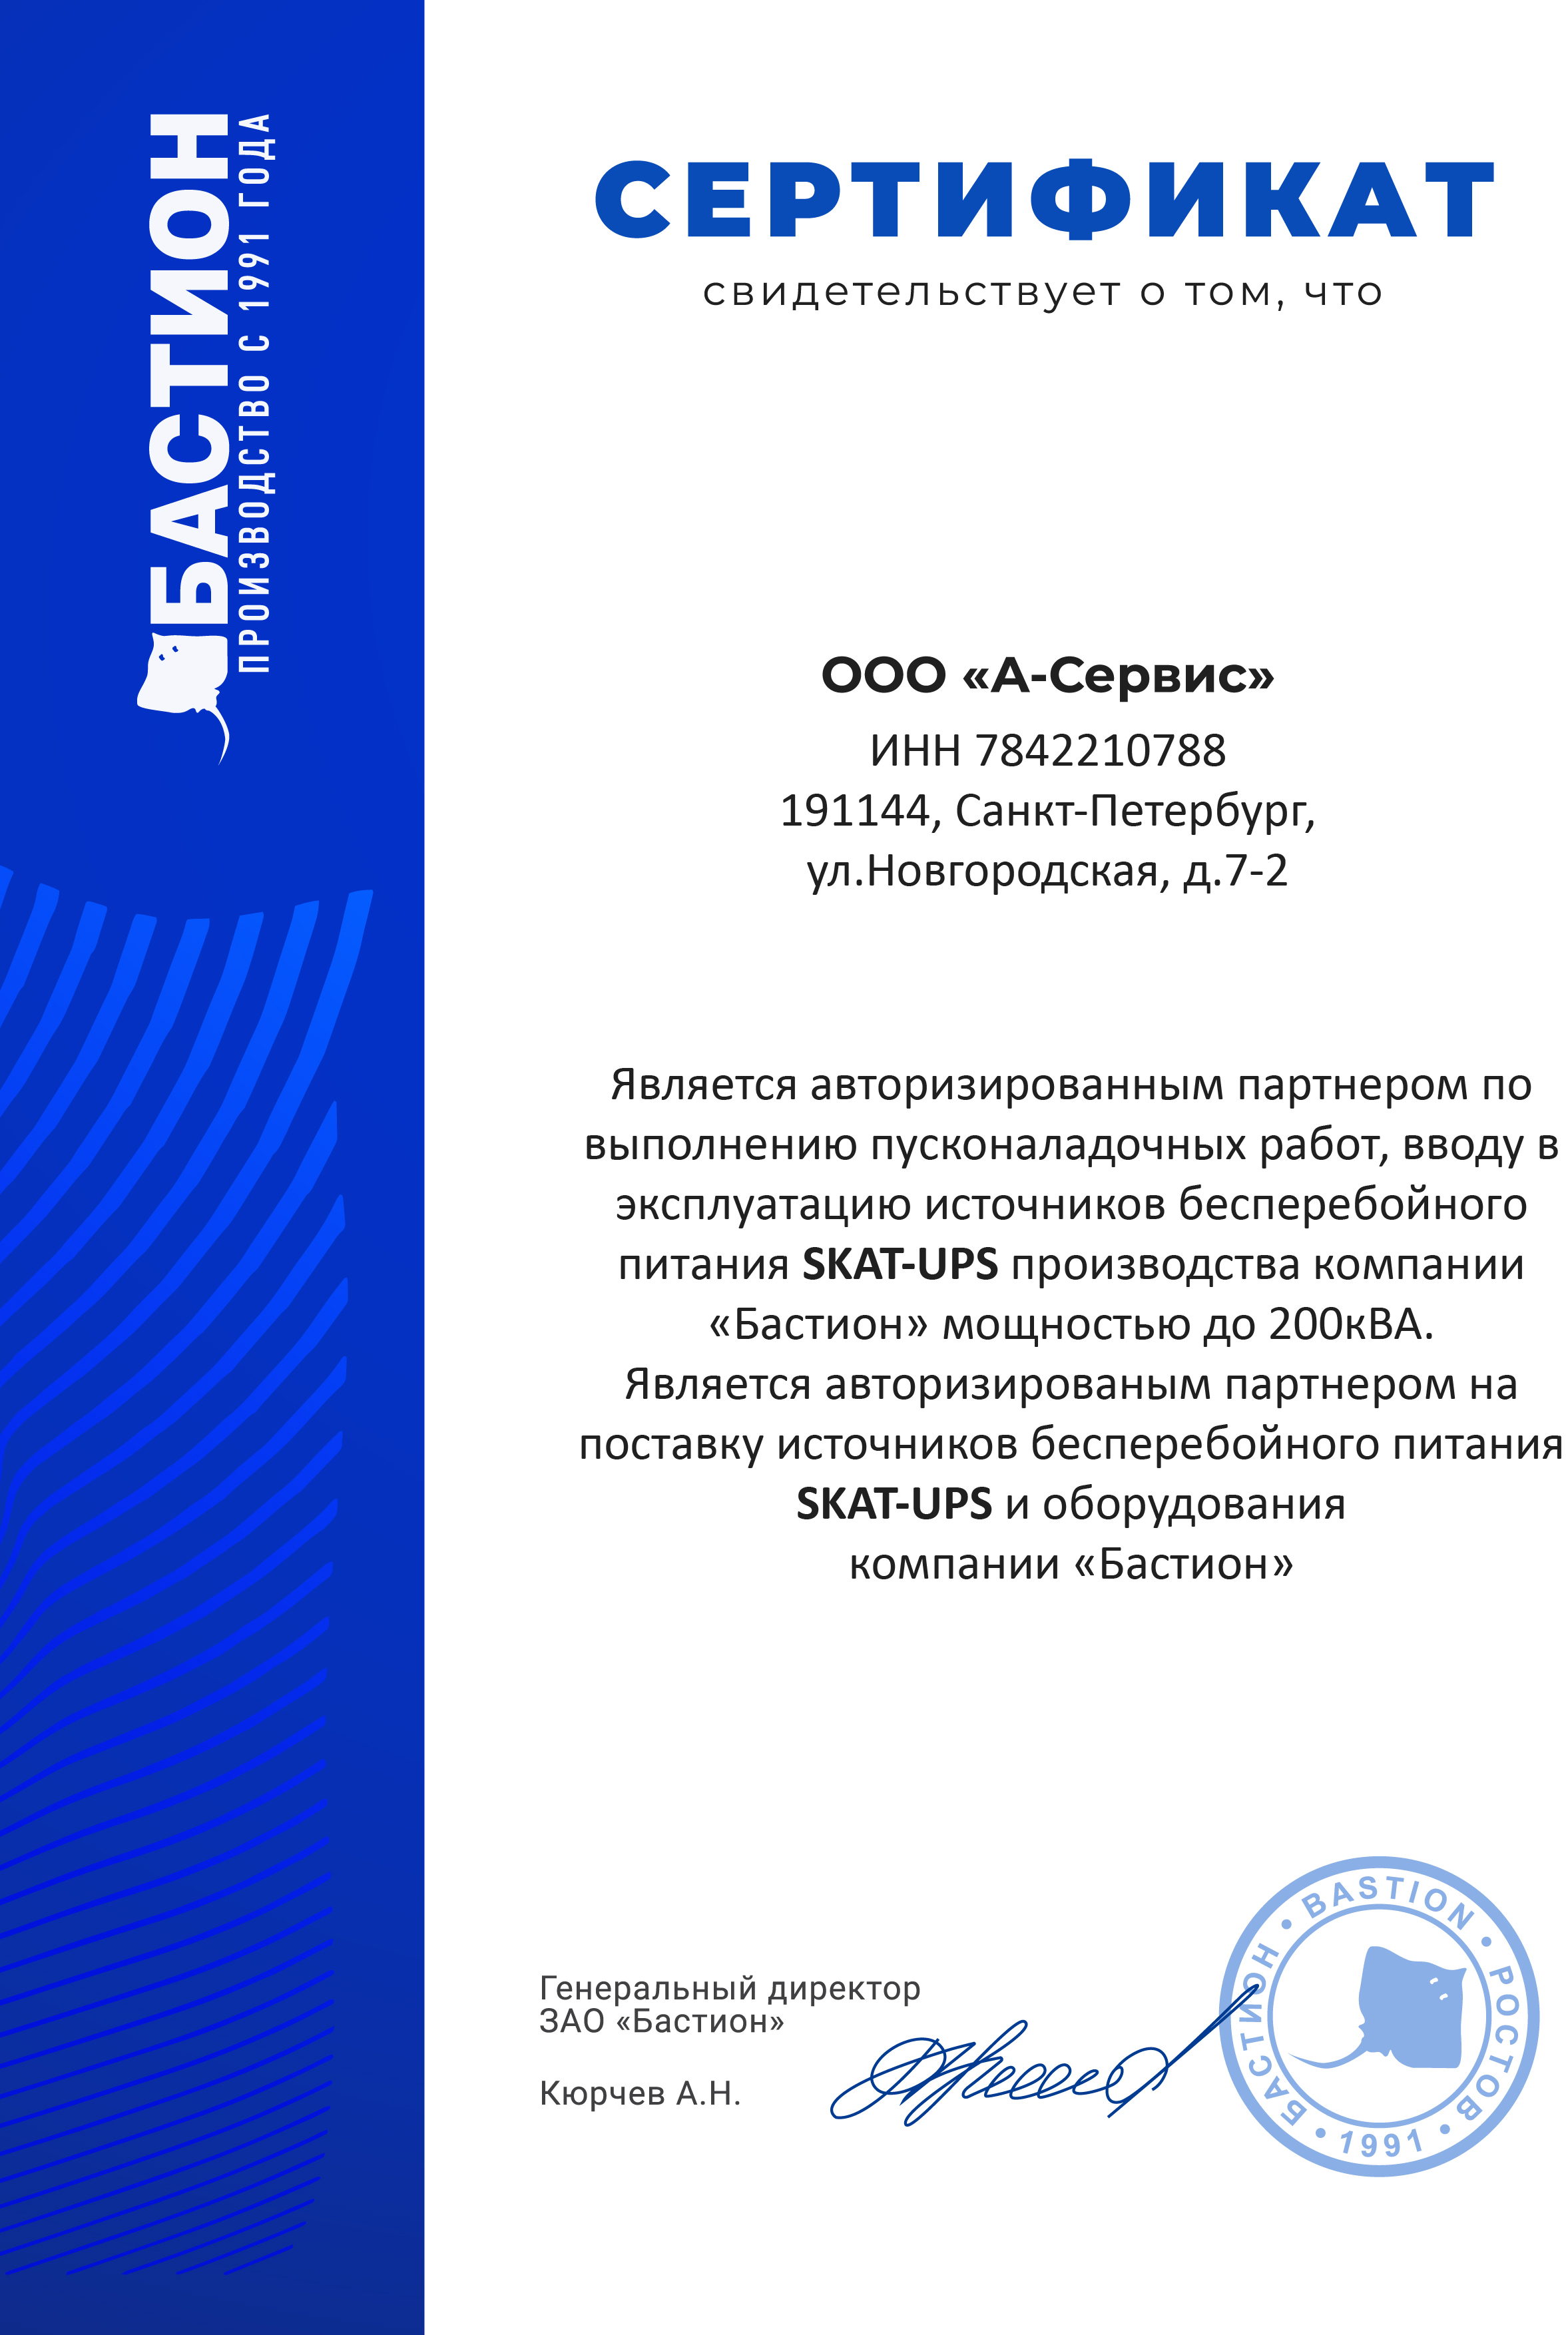 БАСТИОН
ПРОИЗВОДСТВО С 1991 ГОДА
СЕРТИФИКАТ
свидетельствует о том, что
ООО «А-Сервис»
ИНН 7842210788
191144, Санкт-Петербург,
ул.Новгородская, д.7-2
Является авторизированным партнером по
выполнению пусконаладочных работ, вводу в
эксплуатацию источников бесперебойного
питания SKAT-UPS производства компании
«Бастион» мощностью до 200кВА.
Является авторизированым партнером на
поставку источников бесперебойного питания
SKAT-UPS и оборудования
компании «Бастион»
Генеральный директор
ЗАО «Бастион»
Кюрчев А.Н.
БАСТИОН • BASTION • РОСТОВ • 1991 •